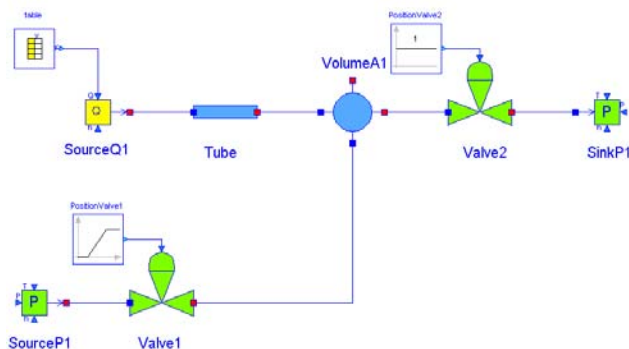 table
PositionValve2
1
VolumeA1
Q
Q
h
SourceQ1
Tube
Valve2
T
P
P
h
SinkP1
PositionValve1
T
P
P
h
SourceP1
Valve1